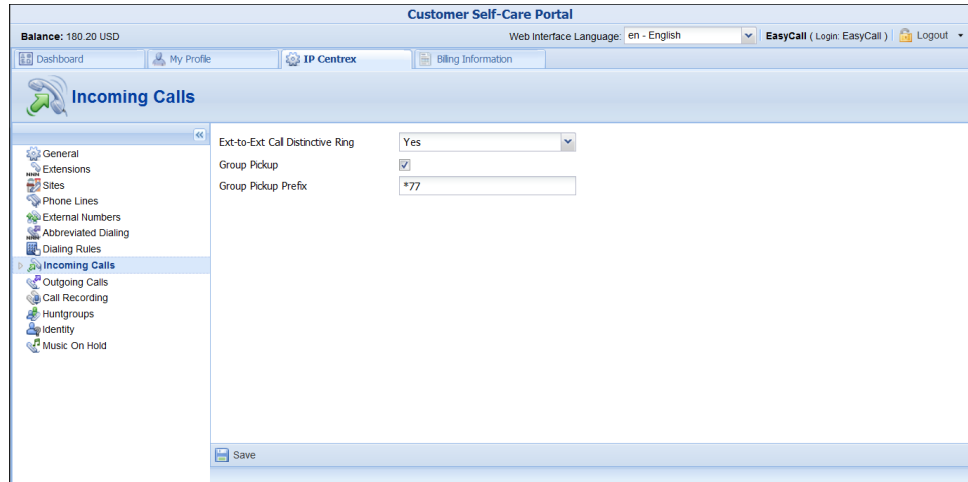 Customer Self-Care Portal
Balance: 180.20 USD Web Interface Language: en - English EasyCall ( Login: EasyCall ) Logout
Dashboard My Profile IP Centrex Billing Information
Incoming Calls
General
Extensions
Sites
Phone Lines
External Numbers
Abbreviated Dialing
Dialing Rules
Incoming Calls
Outgoing Calls
Call Recording
Huntgroups
Identity
Music On Hold
Ext-to-Ext Call Distinctive Ring Yes
Group Pickup
Group Pickup Prefix *77
Save